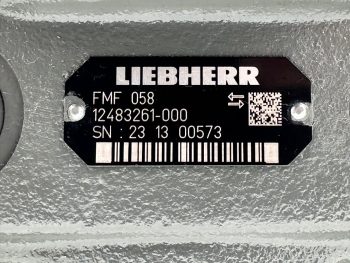 LIEBHERR
FMF 058
12483261-000
SN : 23 13 00573